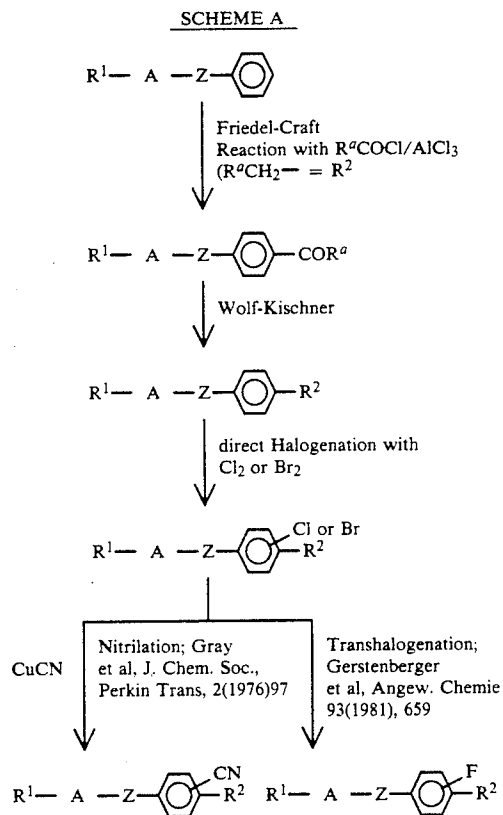 SCHEME A
R¹— A —Z—
Friedel-Craft
Reaction with RᵃCOCl/AlCl₃
(RᵃCH₂— = R²
R¹— A —Z— —CORᵃ
Wolf-Kischner
R¹— A —Z— —R²
direct Halogenation with
Cl₂ or Br₂
Cl or Br
R¹— A —Z— R²
CuCN
Nitrilation; Gray
et al, J. Chem. Soc.,
Perkin Trans, 2(1976)97
Transhalogenation;
Gerstenberger
et al, Angew. Chemie
93(1981), 659
CN
R¹— A —Z— R²
F
R¹— A —Z— R²